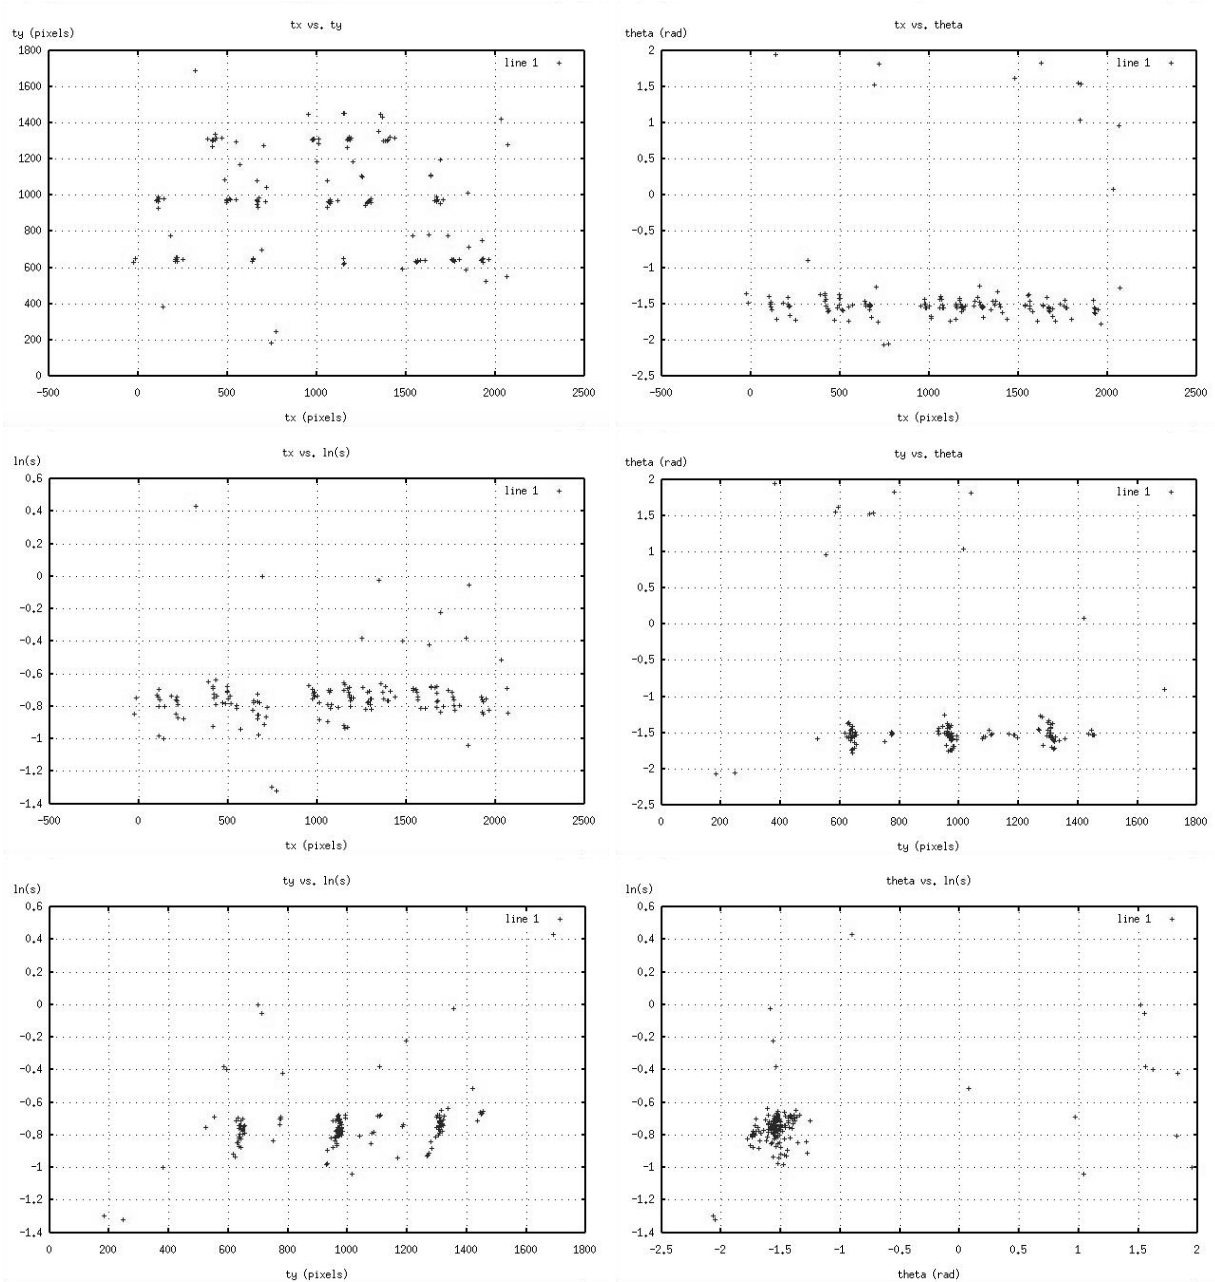 tx vs. ty
ty (pixels)
1800
line 1
1600
1400
1200
1000
800
600
400
200
0
-500 0 500 1000 1500 2000 2500
tx (pixels)
tx vs. theta
theta (rad)
2
line 1
1.5
1
0.5
0
-0.5
-1
-1.5
-2
-2.5
-500 0 500 1000 1500 2000 2500
tx (pixels)
tx vs. ln(s)
ln(s)
0.6
line 1
0.4
0.2
0
-0.2
-0.4
-0.6
-0.8
-1
-1.2
-1.4
-500 0 500 1000 1500 2000 2500
tx (pixels)
ty vs. theta
theta (rad)
2
line 1
1.5
1
0.5
0
-0.5
-1
-1.5
-2
-2.5
0 200 400 600 800 1000 1200 1400 1600 1800
ty (pixels)
ty vs. ln(s)
ln(s)
0.6
line 1
0.4
0.2
0
-0.2
-0.4
-0.6
-0.8
-1
-1.2
-1.4
0 200 400 600 800 1000 1200 1400 1600 1800
ty (pixels)
theta vs. ln(s)
ln(s)
0.6
line 1
0.4
0.2
0
-0.2
-0.4
-0.6
-0.8
-1
-1.2
-1.4
-2.5 -2 -1.5 -1 -0.5 0 0.5 1 1.5 2
theta (rad)